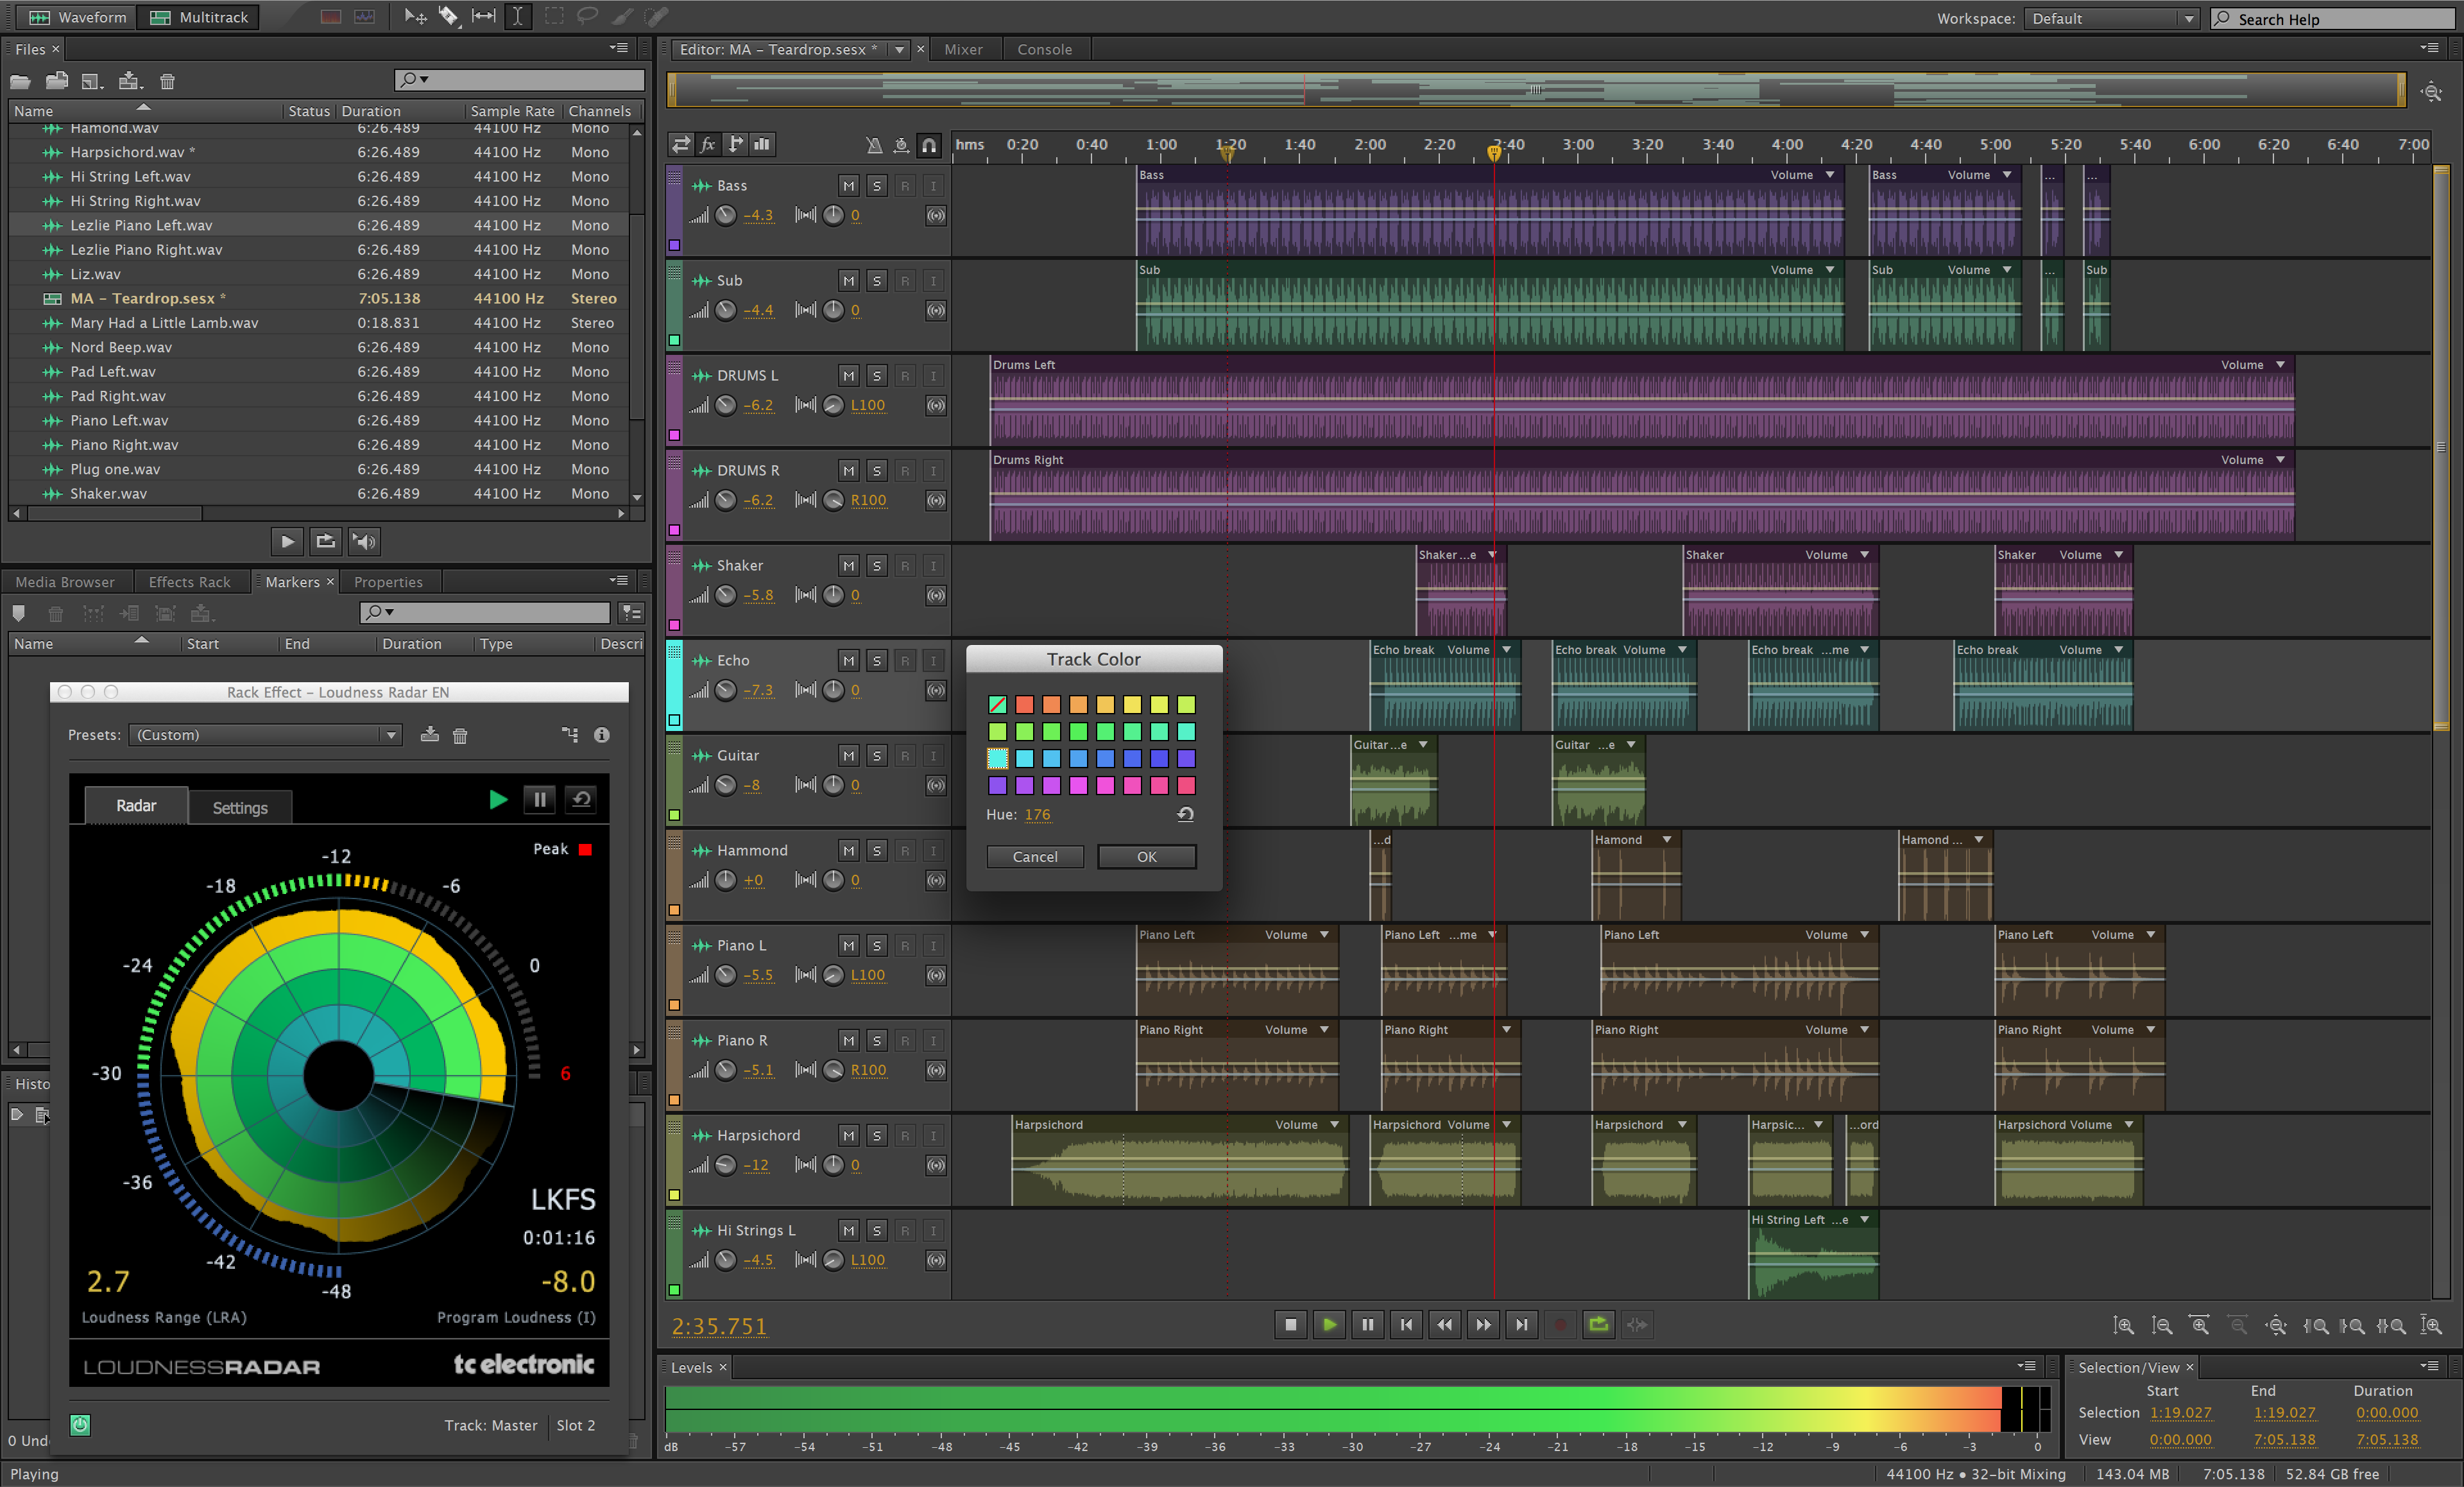 Waveform Multitrack Workspace: Default Search Help
Files ×
Name Status Duration Sample Rate Channels
Hamond.wav 6:26.489 44100 Hz Mono
Harpsichord.wav * 6:26.489 44100 Hz Mono
Hi String Left.wav 6:26.489 44100 Hz Mono
Hi String Right.wav 6:26.489 44100 Hz Mono
Lezlie Piano Left.wav 6:26.489 44100 Hz Mono
Lezlie Piano Right.wav 6:26.489 44100 Hz Mono
Liz.wav 6:26.489 44100 Hz Mono
MA – Teardrop.sesx * 7:05.138 44100 Hz Stereo
Mary Had a Little Lamb.wav 0:18.831 44100 Hz Stereo
Nord Beep.wav 6:26.489 44100 Hz Mono
Pad Left.wav 6:26.489 44100 Hz Mono
Pad Right.wav 6:26.489 44100 Hz Mono
Piano Left.wav 6:26.489 44100 Hz Mono
Piano Right.wav 6:26.489 44100 Hz Mono
Plug one.wav 6:26.489 44100 Hz Mono
Shaker.wav 6:26.489 44100 Hz Mono
Media Browser Effects Rack Markers × Properties
Name Start End Duration Type Descri
Rack Effect – Loudness Radar EN
Presets: (Custom)
Radar Settings
Peak
-12
-18 -6
-24 0
-30 6
-36
LKFS
0:01:16
-42
-48
2.7 -8.0
Loudness Range (LRA) Program Loudness (I)
LOUDNESSRADAR tc electronic
Track: Master Slot 2
Histo
0 Und
Playing
Editor: MA – Teardrop.sesx * × Mixer Console
fx hms 0:20 0:40 1:00 1:20 1:40 2:00 2:20 2:40 3:00 3:20 3:40 4:00 4:20 4:40 5:00 5:20 5:40 6:00 6:20 6:40 7:00
Bass M S R I Bass Volume Bass Volume ... ...
-4.3 0
Sub M S R I Sub Volume Sub Volume ... Sub
-4.4 0
DRUMS L M S R I Drums Left Volume
-6.2 L100
DRUMS R M S R I Drums Right Volume
-6.2 R100
Shaker M S R I Shaker ...e Shaker Volume Shaker Volume
-5.8 0
Echo M S R I Echo break Volume Echo break Volume Echo break ...me Echo break Volume
-7.3 0
Guitar M S R I Guitar ...e Guitar ...e
-8 0
Hammond M S R I ...d Hamond Hamond ...
+0 0
Piano L M S R I Piano Left Volume Piano Left ...me Piano Left Volume Piano Left Volume
-5.5 L100
Piano R M S R I Piano Right Volume Piano Right Piano Right Volume Piano Right Volume
-5.1 R100
Harpsichord M S R I Harpsichord Volume Harpsichord Volume Harpsichord Harpsic... ...ord Harpsichord Volume
-12 0
Hi Strings L M S R I Hi String Left ...e
-4.5 L100
Track Color
Hue: 176
Cancel OK
2:35.751
Levels ×
dB -57 -54 -51 -48 -45 -42 -39 -36 -33 -30 -27 -24 -21 -18 -15 -12 -9 -6 -3 0
Selection/View ×
Start End Duration
Selection 1:19.027 1:19.027 0:00.000
View 0:00.000 7:05.138 7:05.138
44100 Hz ● 32-bit Mixing 143.04 MB 7:05.138 52.84 GB free